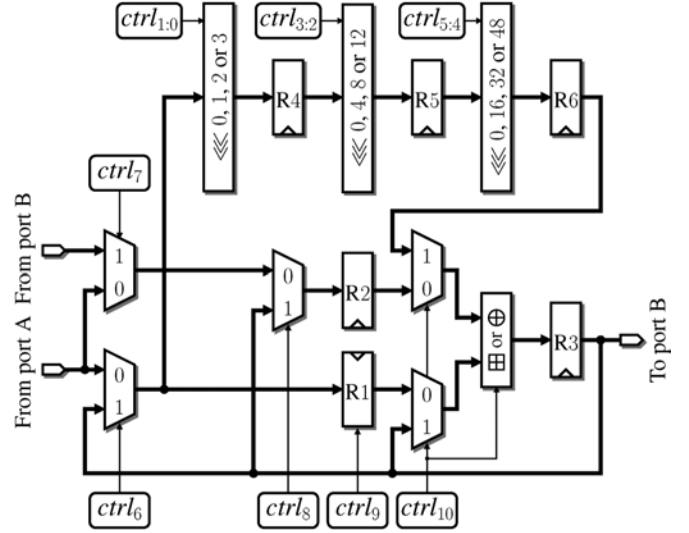 ctrl₁:₀
ctrl₃:₂
ctrl₅:₄
⋘ 0, 1, 2 or 3
R4
⋘ 0, 4, 8 or 12
R5
⋘ 0, 16, 32 or 48
R6
ctrl₇
From port B
1
0
0
1
R2
1
0
⊞ or ⊕
R3
To port B
From port A
0
1
R1
0
1
ctrl₆
ctrl₈
ctrl₉
ctrl₁₀